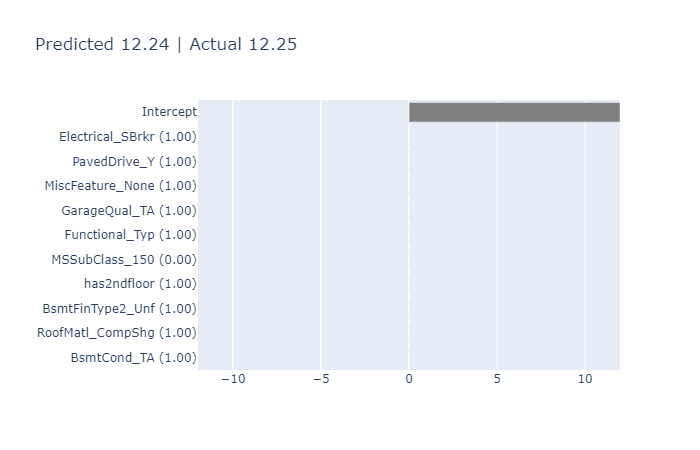 Predicted 12.24 | Actual 12.25
Intercept
Electrical_SBrkr (1.00)
PavedDrive_Y (1.00)
MiscFeature_None (1.00)
GarageQual_TA (1.00)
Functional_Typ (1.00)
MSSubClass_150 (0.00)
has2ndfloor (1.00)
BsmtFinType2_Unf (1.00)
RoofMatl_CompShg (1.00)
BsmtCond_TA (1.00)
−10 −5 0 5 10